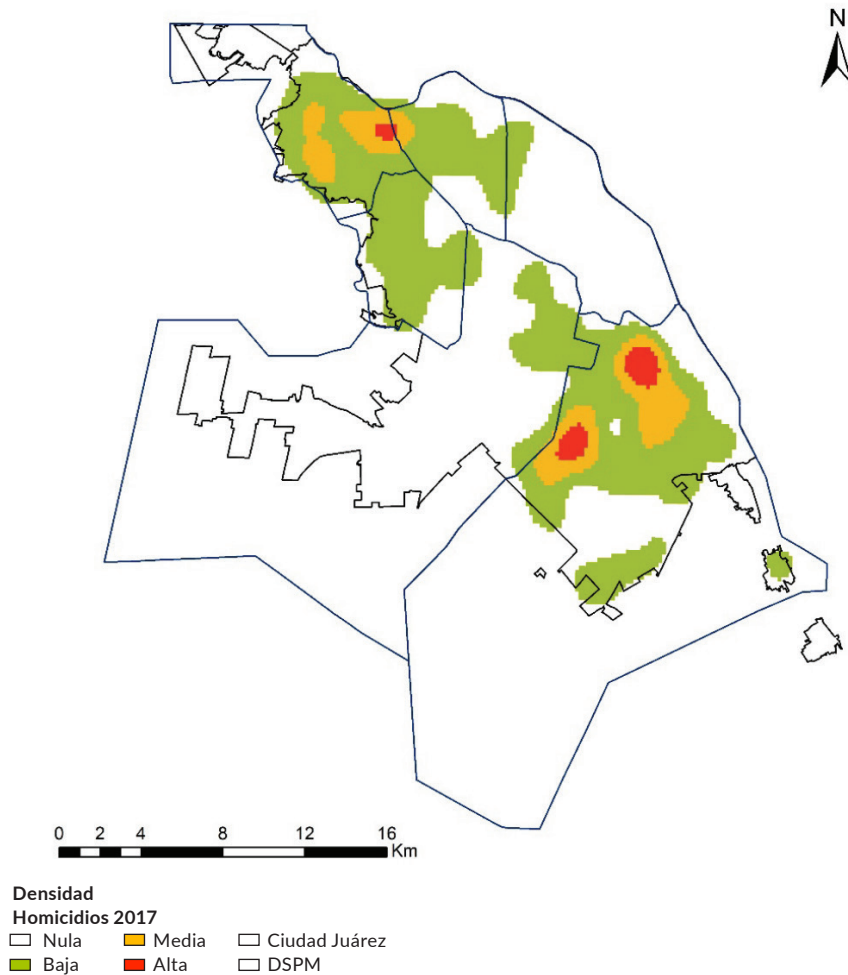 N
0 2 4 8 12 16
Km
Densidad
Homicidios 2017
Nula Media Ciudad Juárez
Baja Alta DSPM